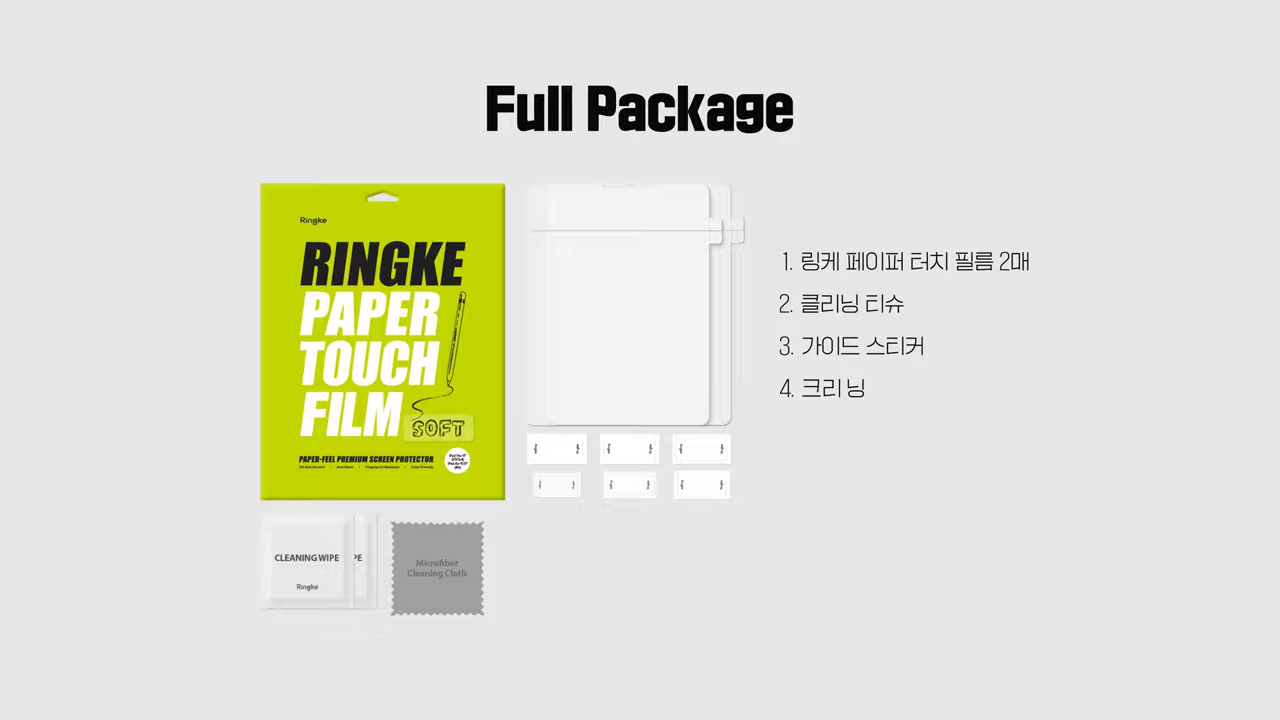 Full Package
Ringke
RINGKE
PAPER
TOUCH
FILM
SOFT
PAPER-FEEL PREMIUM SCREEN PROTECTOR
1. 링케 페이퍼 터치 필름 2매
2. 클리닝 티슈
3. 가이드 스티커
4. 크리닝
CLEANING WIPE
PE
Ringke
Microfiber
Cleaning Cloth